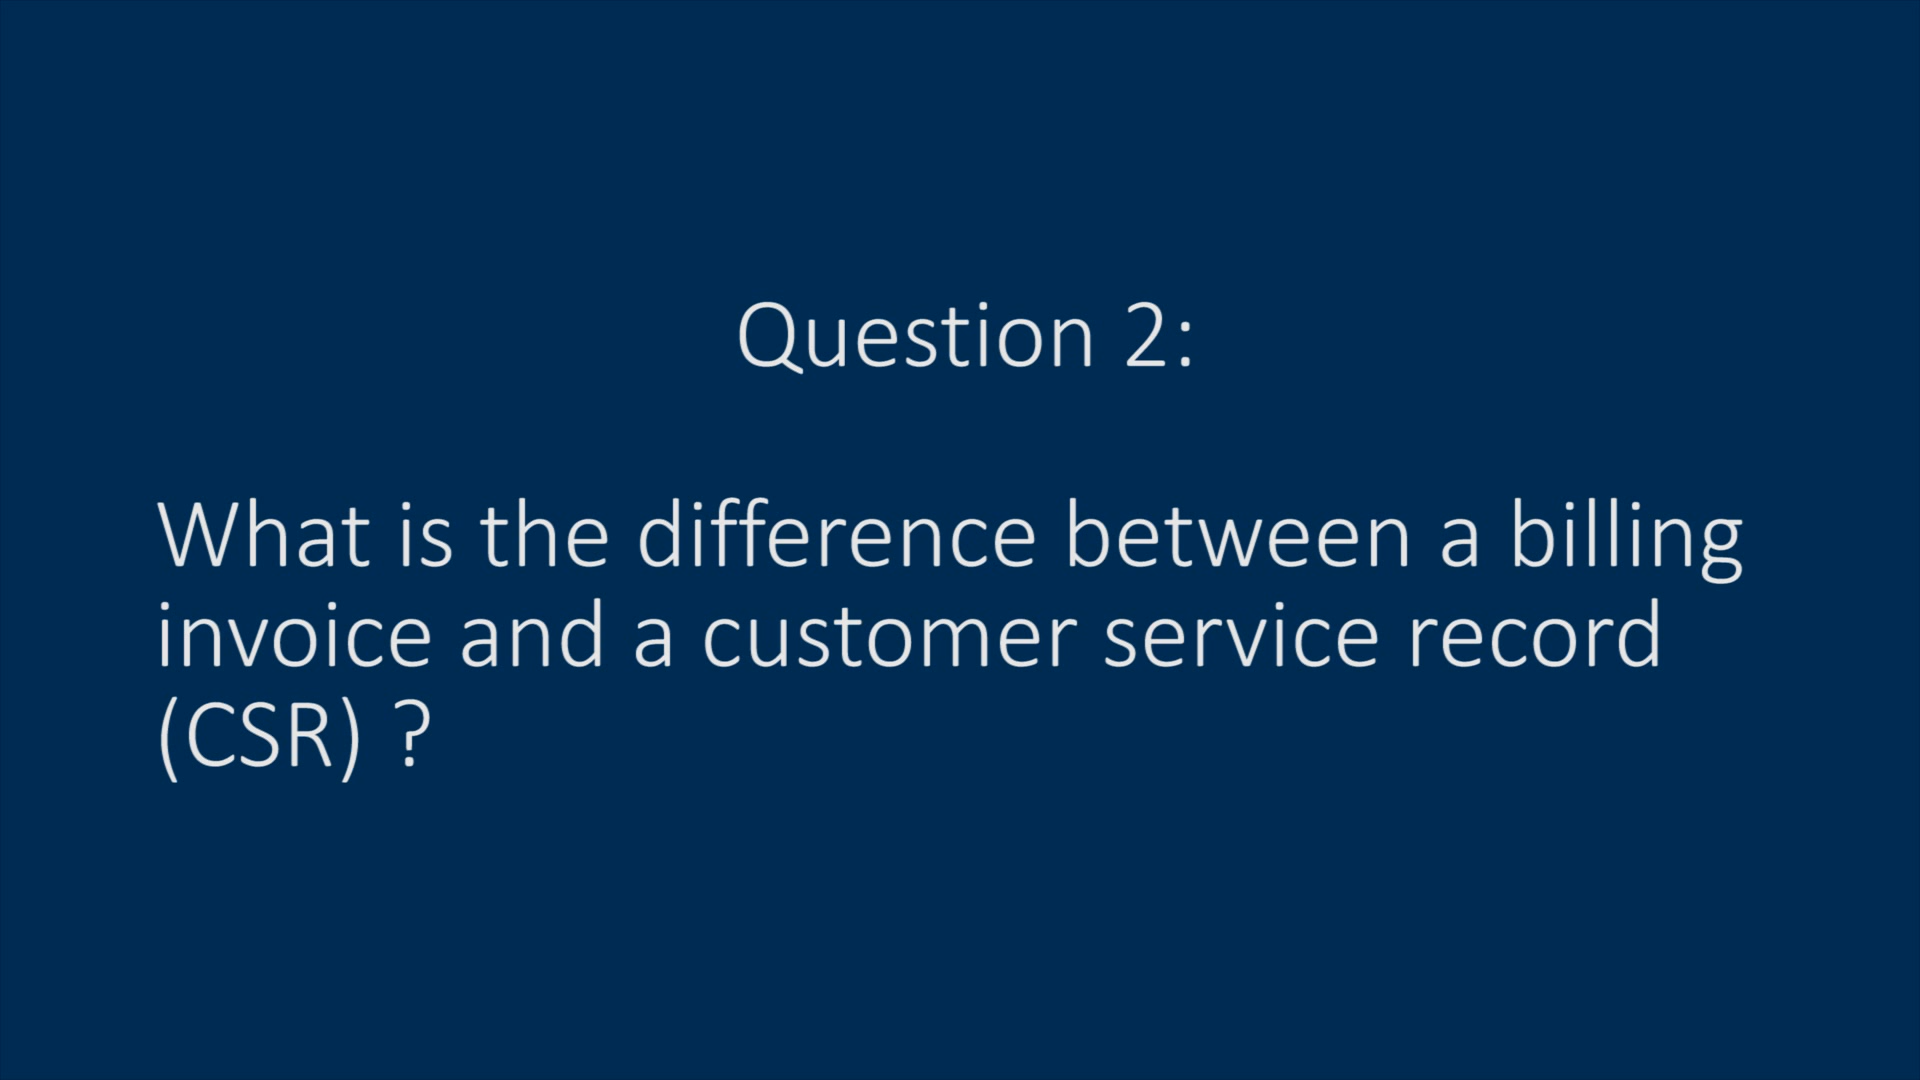 Question 2:
What is the difference between a billing
invoice and a customer service record
(CSR) ?